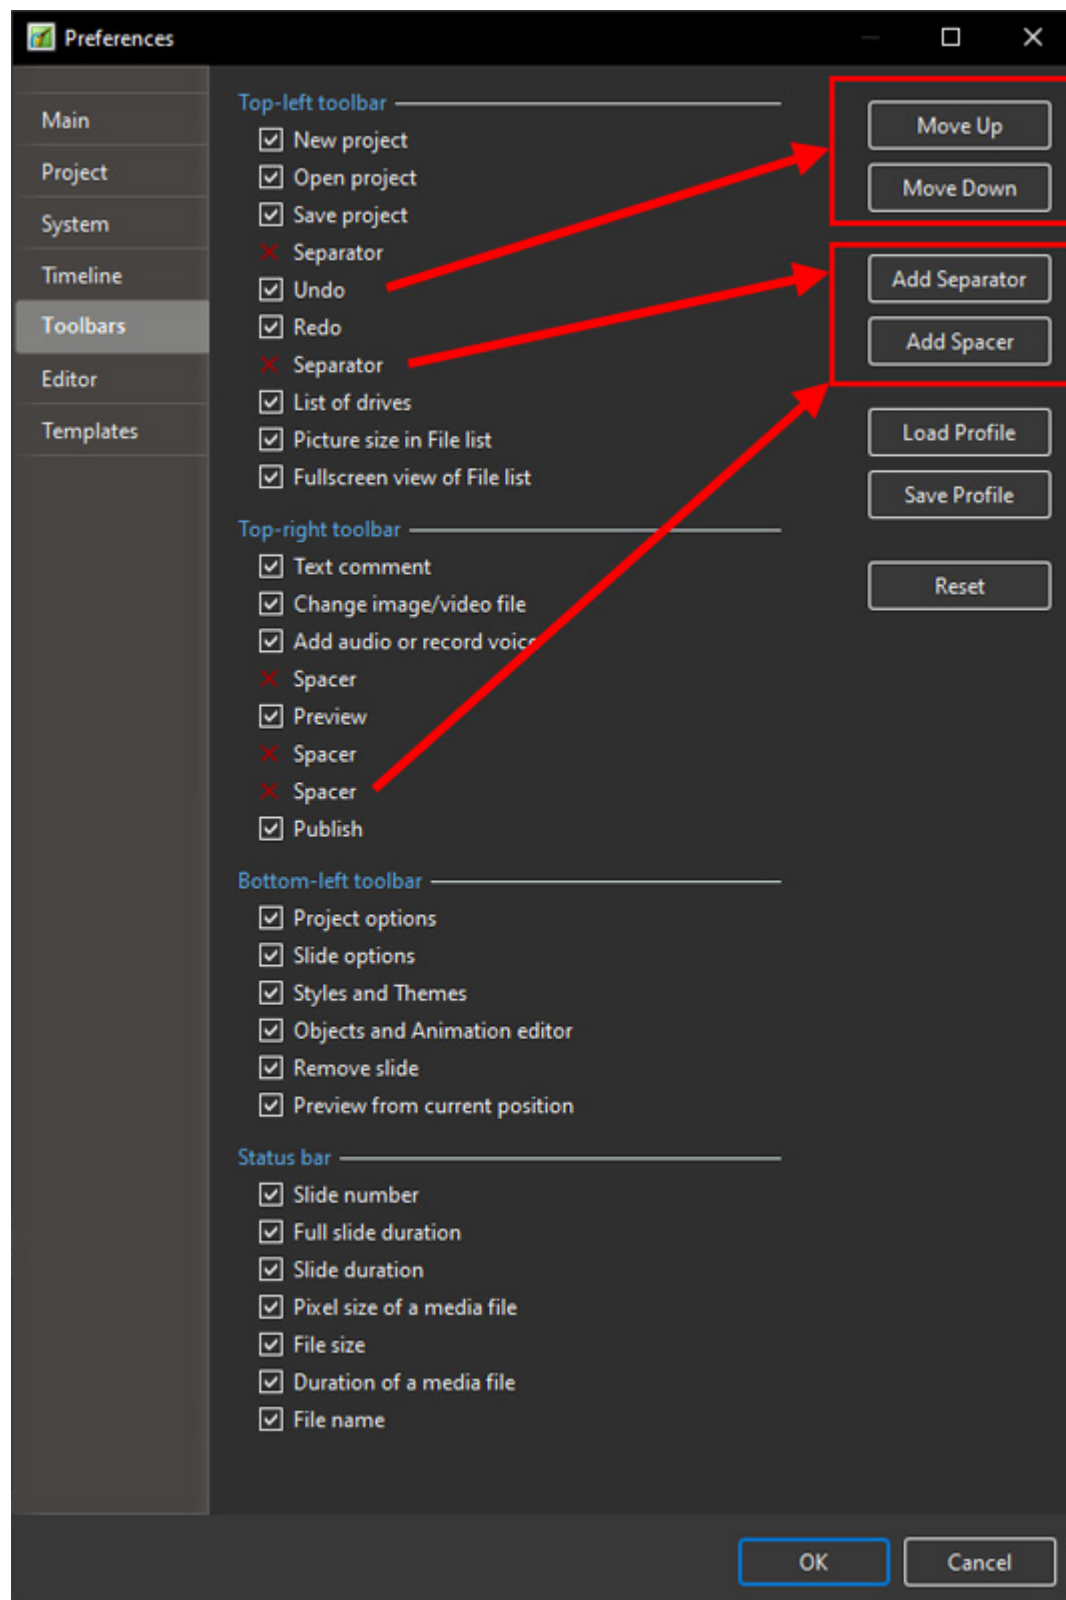 Preferences
Main
Project
System
Timeline
Toolbars
Editor
Templates
Top-left toolbar
New project
Open project
Save project
Separator
Undo
Redo
Separator
List of drives
Picture size in File list
Fullscreen view of File list
Top-right toolbar
Text comment
Change image/video file
Add audio or record voice
Spacer
Preview
Spacer
Spacer
Publish
Bottom-left toolbar
Project options
Slide options
Styles and Themes
Objects and Animation editor
Remove slide
Preview from current position
Status bar
Slide number
Full slide duration
Slide duration
Pixel size of a media file
File size
Duration of a media file
File name
Move Up
Move Down
Add Separator
Add Spacer
Load Profile
Save Profile
Reset
OK
Cancel